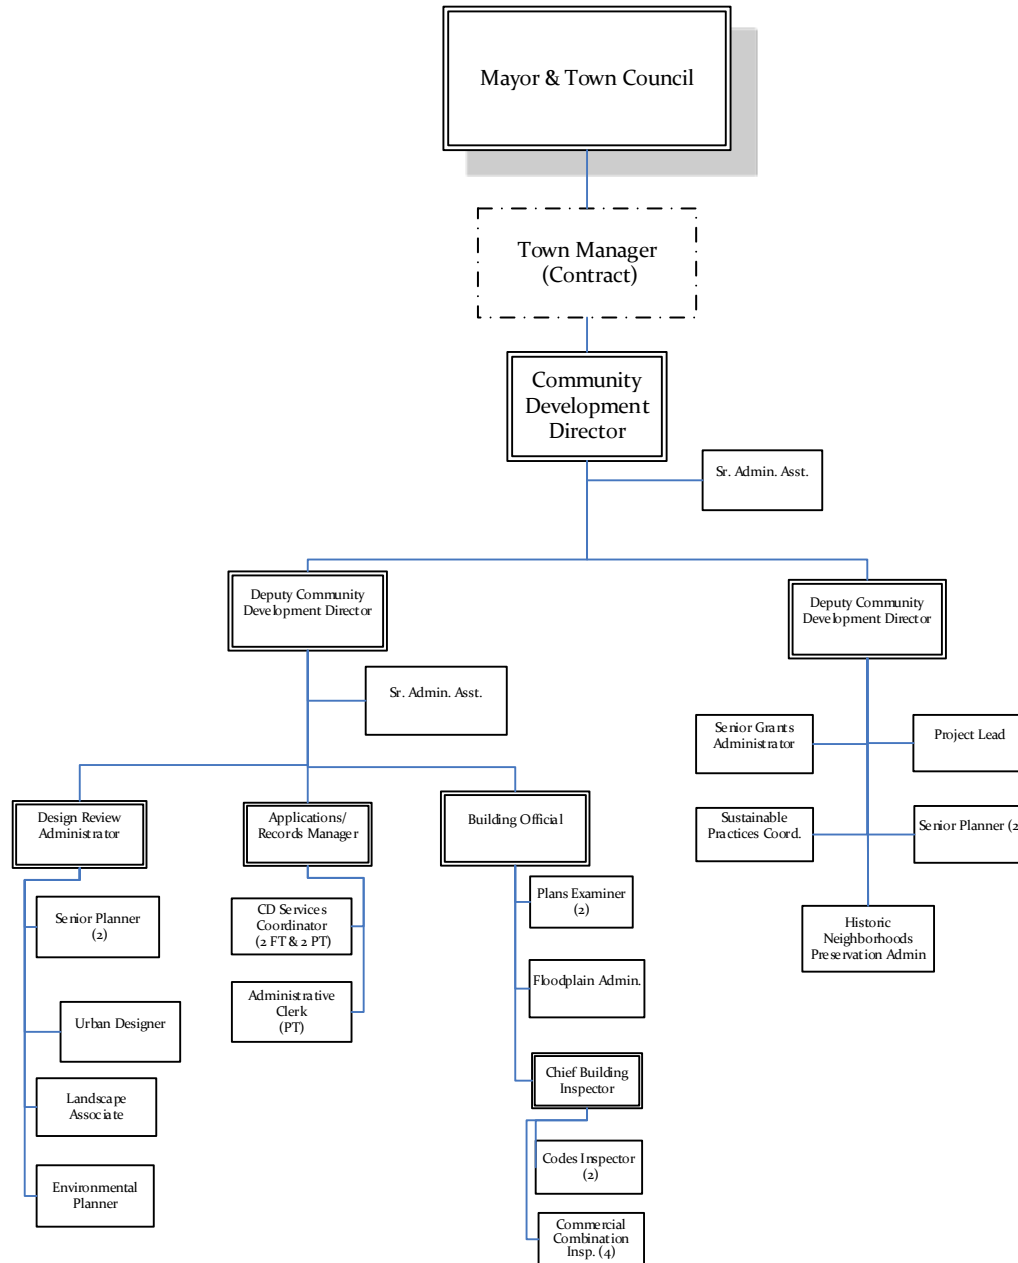 Mayor & Town Council
Town Manager
(Contract)
Community
Development
Director
Sr. Admin. Asst.
Deputy Community
Development Director
Deputy Community
Development Director
Sr. Admin. Asst.
Senior Grants
Administrator
Project Lead
Design Review
Administrator
Applications/
Records Manager
Building Official
Sustainable
Practices Coord.
Senior Planner (2
Senior Planner
(2)
CD Services
Coordinator
(2 FT & 2 PT)
Plans Examiner
(2)
Historic
Neighborhoods
Preservation Admin
Administrative
Clerk
(PT)
Floodplain Admin.
Urban Designer
Chief Building
Inspector
Landscape
Associate
Codes Inspector
(2)
Environmental
Planner
Commercial
Combination
Insp. (4)